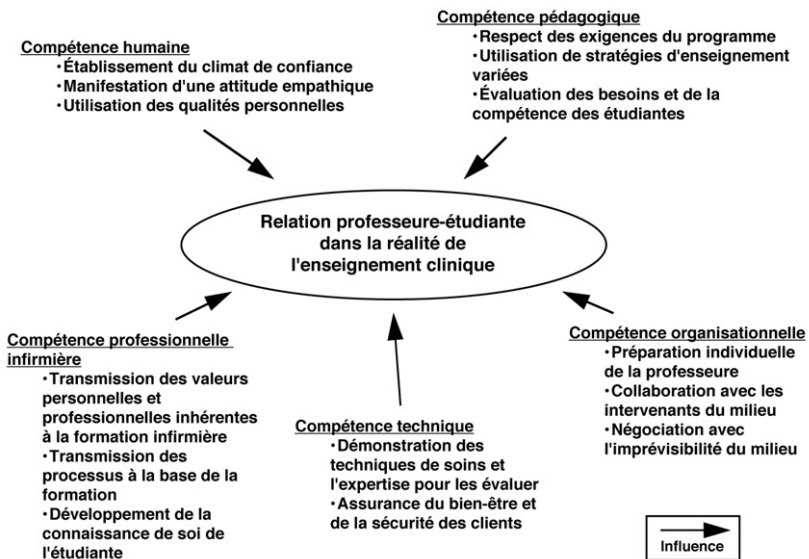 Compétence humaine
•Établissement du climat de confiance
•Manifestation d'une attitude empathique
•Utilisation des qualités personnelles
Compétence pédagogique
•Respect des exigences du programme
•Utilisation de stratégies d'enseignement
variées
•Évaluation des besoins et de la
compétence des étudiantes
Relation professeure-étudiante
dans la réalité de
l'enseignement clinique
Compétence professionnelle
infirmière
•Transmission des valeurs
personnelles et
professionnelles inhérentes
à la formation infirmière
•Transmission des
processus à la base de la
formation
•Développement de la
connaissance de soi de
l'étudiante
Compétence technique
•Démonstration des
techniques de soins et
l'expertise pour les évaluer
•Assurance du bien-être et
de la sécurité des clients
Compétence organisationnelle
•Préparation individuelle
de la professeure
•Collaboration avec les
intervenants du milieu
•Négociation avec
l'imprévisibilité du milieu
Influence